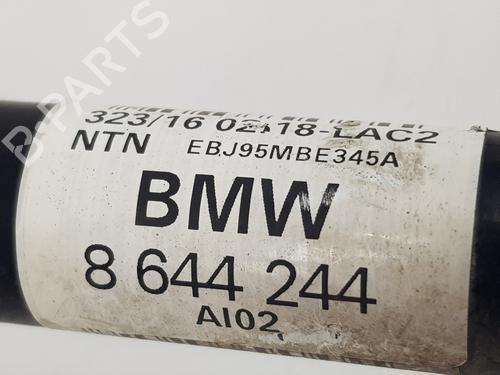 B-PARTS
323/16 02:18-LAC2
NTN EBJ95MBE345A
BMW
8 644 244
AI02